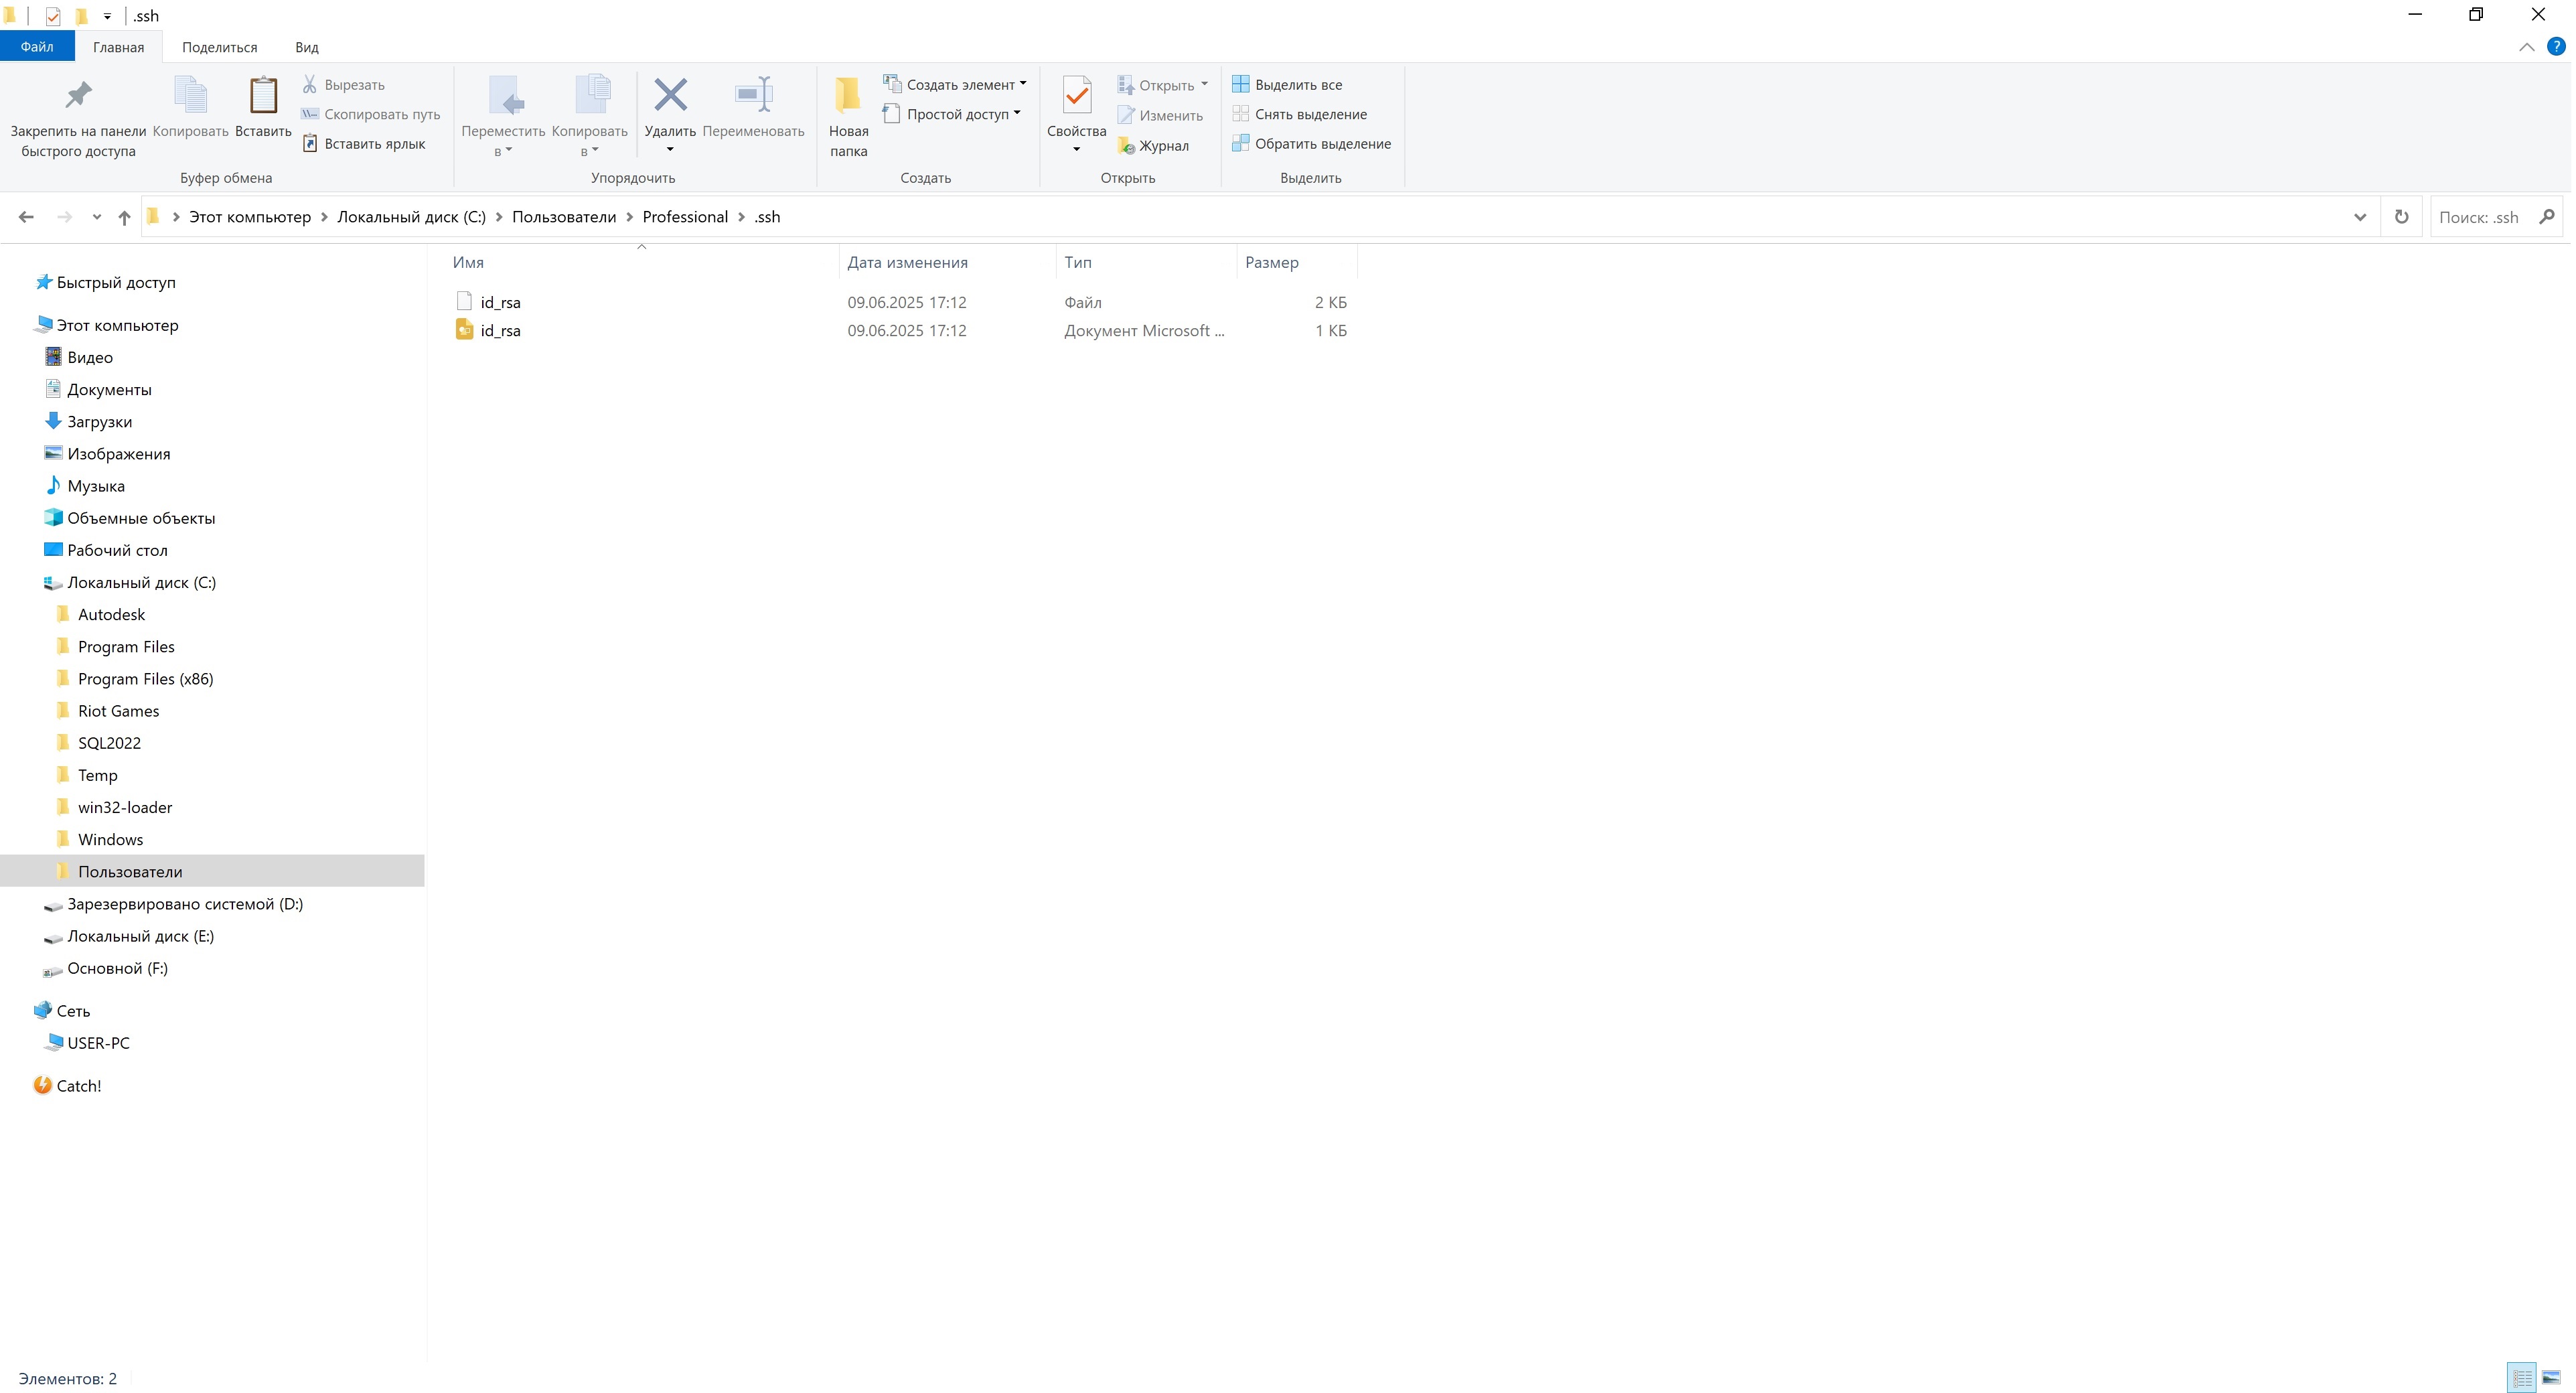 .ssh
Файл Главная Поделиться Вид
Закрепить на панели быстрого доступа
Копировать
Вставить
Вырезать
Скопировать путь
Вставить ярлык
Буфер обмена
Переместить в
Копировать в
Удалить
Переименовать
Упорядочить
Новая папка
Создать элемент
Простой доступ
Создать
Свойства
Открыть
Изменить
Журнал
Открыть
Выделить все
Снять выделение
Обратить выделение
Выделить
Этот компьютер Локальный диск (C:) Пользователи Professional .ssh
Поиск: .ssh
Быстрый доступ
Этот компьютер
Видео
Документы
Загрузки
Изображения
Музыка
Объемные объекты
Рабочий стол
Локальный диск (C:)
Autodesk
Program Files
Program Files (x86)
Riot Games
SQL2022
Temp
win32-loader
Windows
Пользователи
Зарезервировано системой (D:)
Локальный диск (E:)
Основной (F:)
Сеть
USER-PC
Catch!
Имя Дата изменения Тип Размер
id_rsa 09.06.2025 17:12 Файл 2 КБ
id_rsa 09.06.2025 17:12 Документ Microsoft ... 1 КБ
Элементов: 2